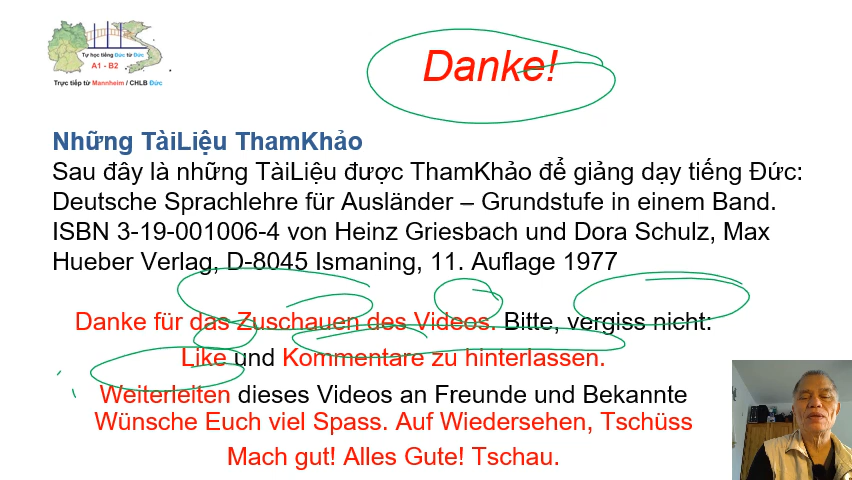 Tự học tiếng Đức từ Đức
A1 - B2
Trực tiếp từ Mannheim / CHLB Đức
Danke!
Những TàiLiệu ThamKhảo
Sau đây là những TàiLiệu được ThamKhảo để giảng dạy tiếng Đức:
Deutsche Sprachlehre für Ausländer – Grundstufe in einem Band.
ISBN 3-19-001006-4 von Heinz Griesbach und Dora Schulz, Max
Hueber Verlag, D-8045 Ismaning, 11. Auflage 1977
Danke für das Zuschauen des Videos. Bitte, vergiss nicht:
Like und Kommentare zu hinterlassen.
Weiterleiten dieses Videos an Freunde und Bekannte
Wünsche Euch viel Spass. Auf Wiedersehen, Tschüss
Mach gut! Alles Gute! Tschau.